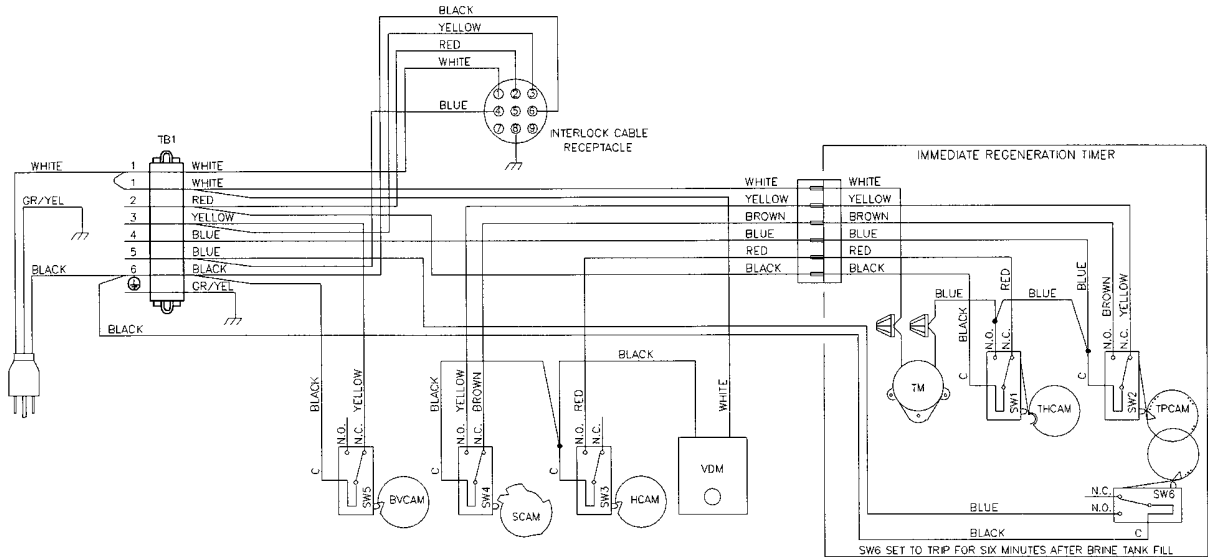 BLACK
YELLOW
RED
WHITE
BLUE
1 2 3
4 5 6
7 8 9
INTERLOCK CABLE
RECEPTACLE
TB1
WHITE
GR/YEL
BLACK
1
1
2
3
4
5
6
WHITE
WHITE
RED
YELLOW
BLUE
BLUE
BLACK
GR/YEL
BLACK
IMMEDIATE REGENERATION TIMER
WHITE
YELLOW
BROWN
BLUE
RED
BLACK
WHITE
YELLOW
BROWN
BLUE
RED
BLACK
BLUE
BLACK
RED
BLUE
BLUE
BROWN
YELLOW
N.O.
N.C.
C
SW1
THCAM
N.O.
N.C.
C
SW2
TPCAM
TM
BLACK
YELLOW
N.O.
N.C.
C
SW5
BVCAM
BLACK
YELLOW
BROWN
N.O.
N.C.
C
SW4
SCAM
BLACK
RED
N.O.
N.C.
C
SW3
HCAM
WHITE
VDM
N.C.
N.O.
SW6
C
BLUE
BLACK
SW6 SET TO TRIP FOR SIX MINUTES AFTER BRINE TANK FILL